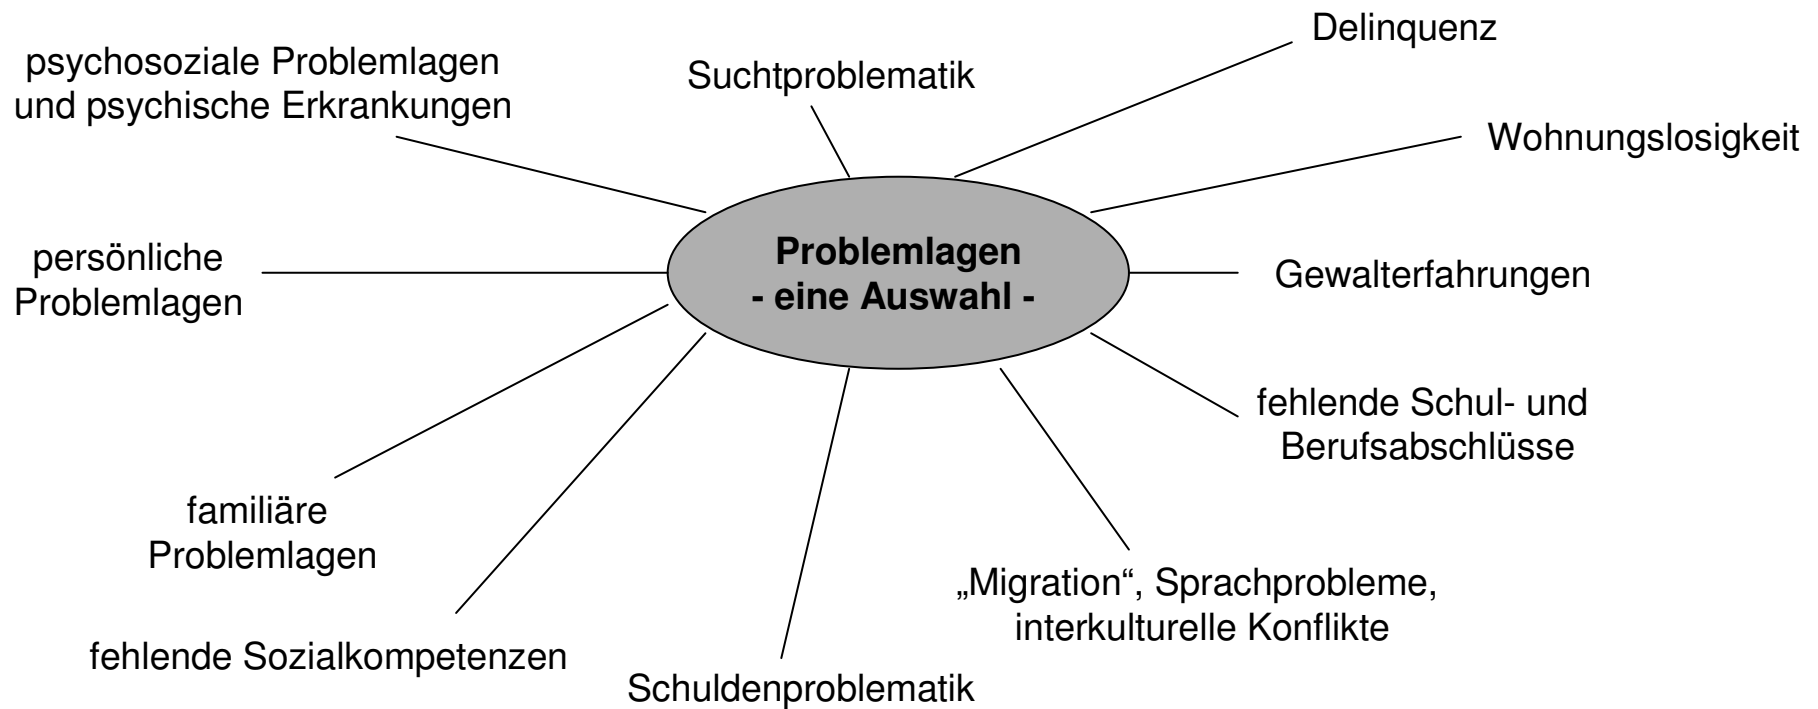 Delinquenz
psychosoziale Problemlagen
und psychische Erkrankungen
Suchtproblematik
Wohnungslosigkeit
persönliche
Problemlagen
Problemlagen
- eine Auswahl -
Gewalterfahrungen
fehlende Schul- und
Berufsabschlüsse
familiäre
Problemlagen
„Migration“, Sprachprobleme,
interkulturelle Konflikte
fehlende Sozialkompetenzen
Schuldenproblematik